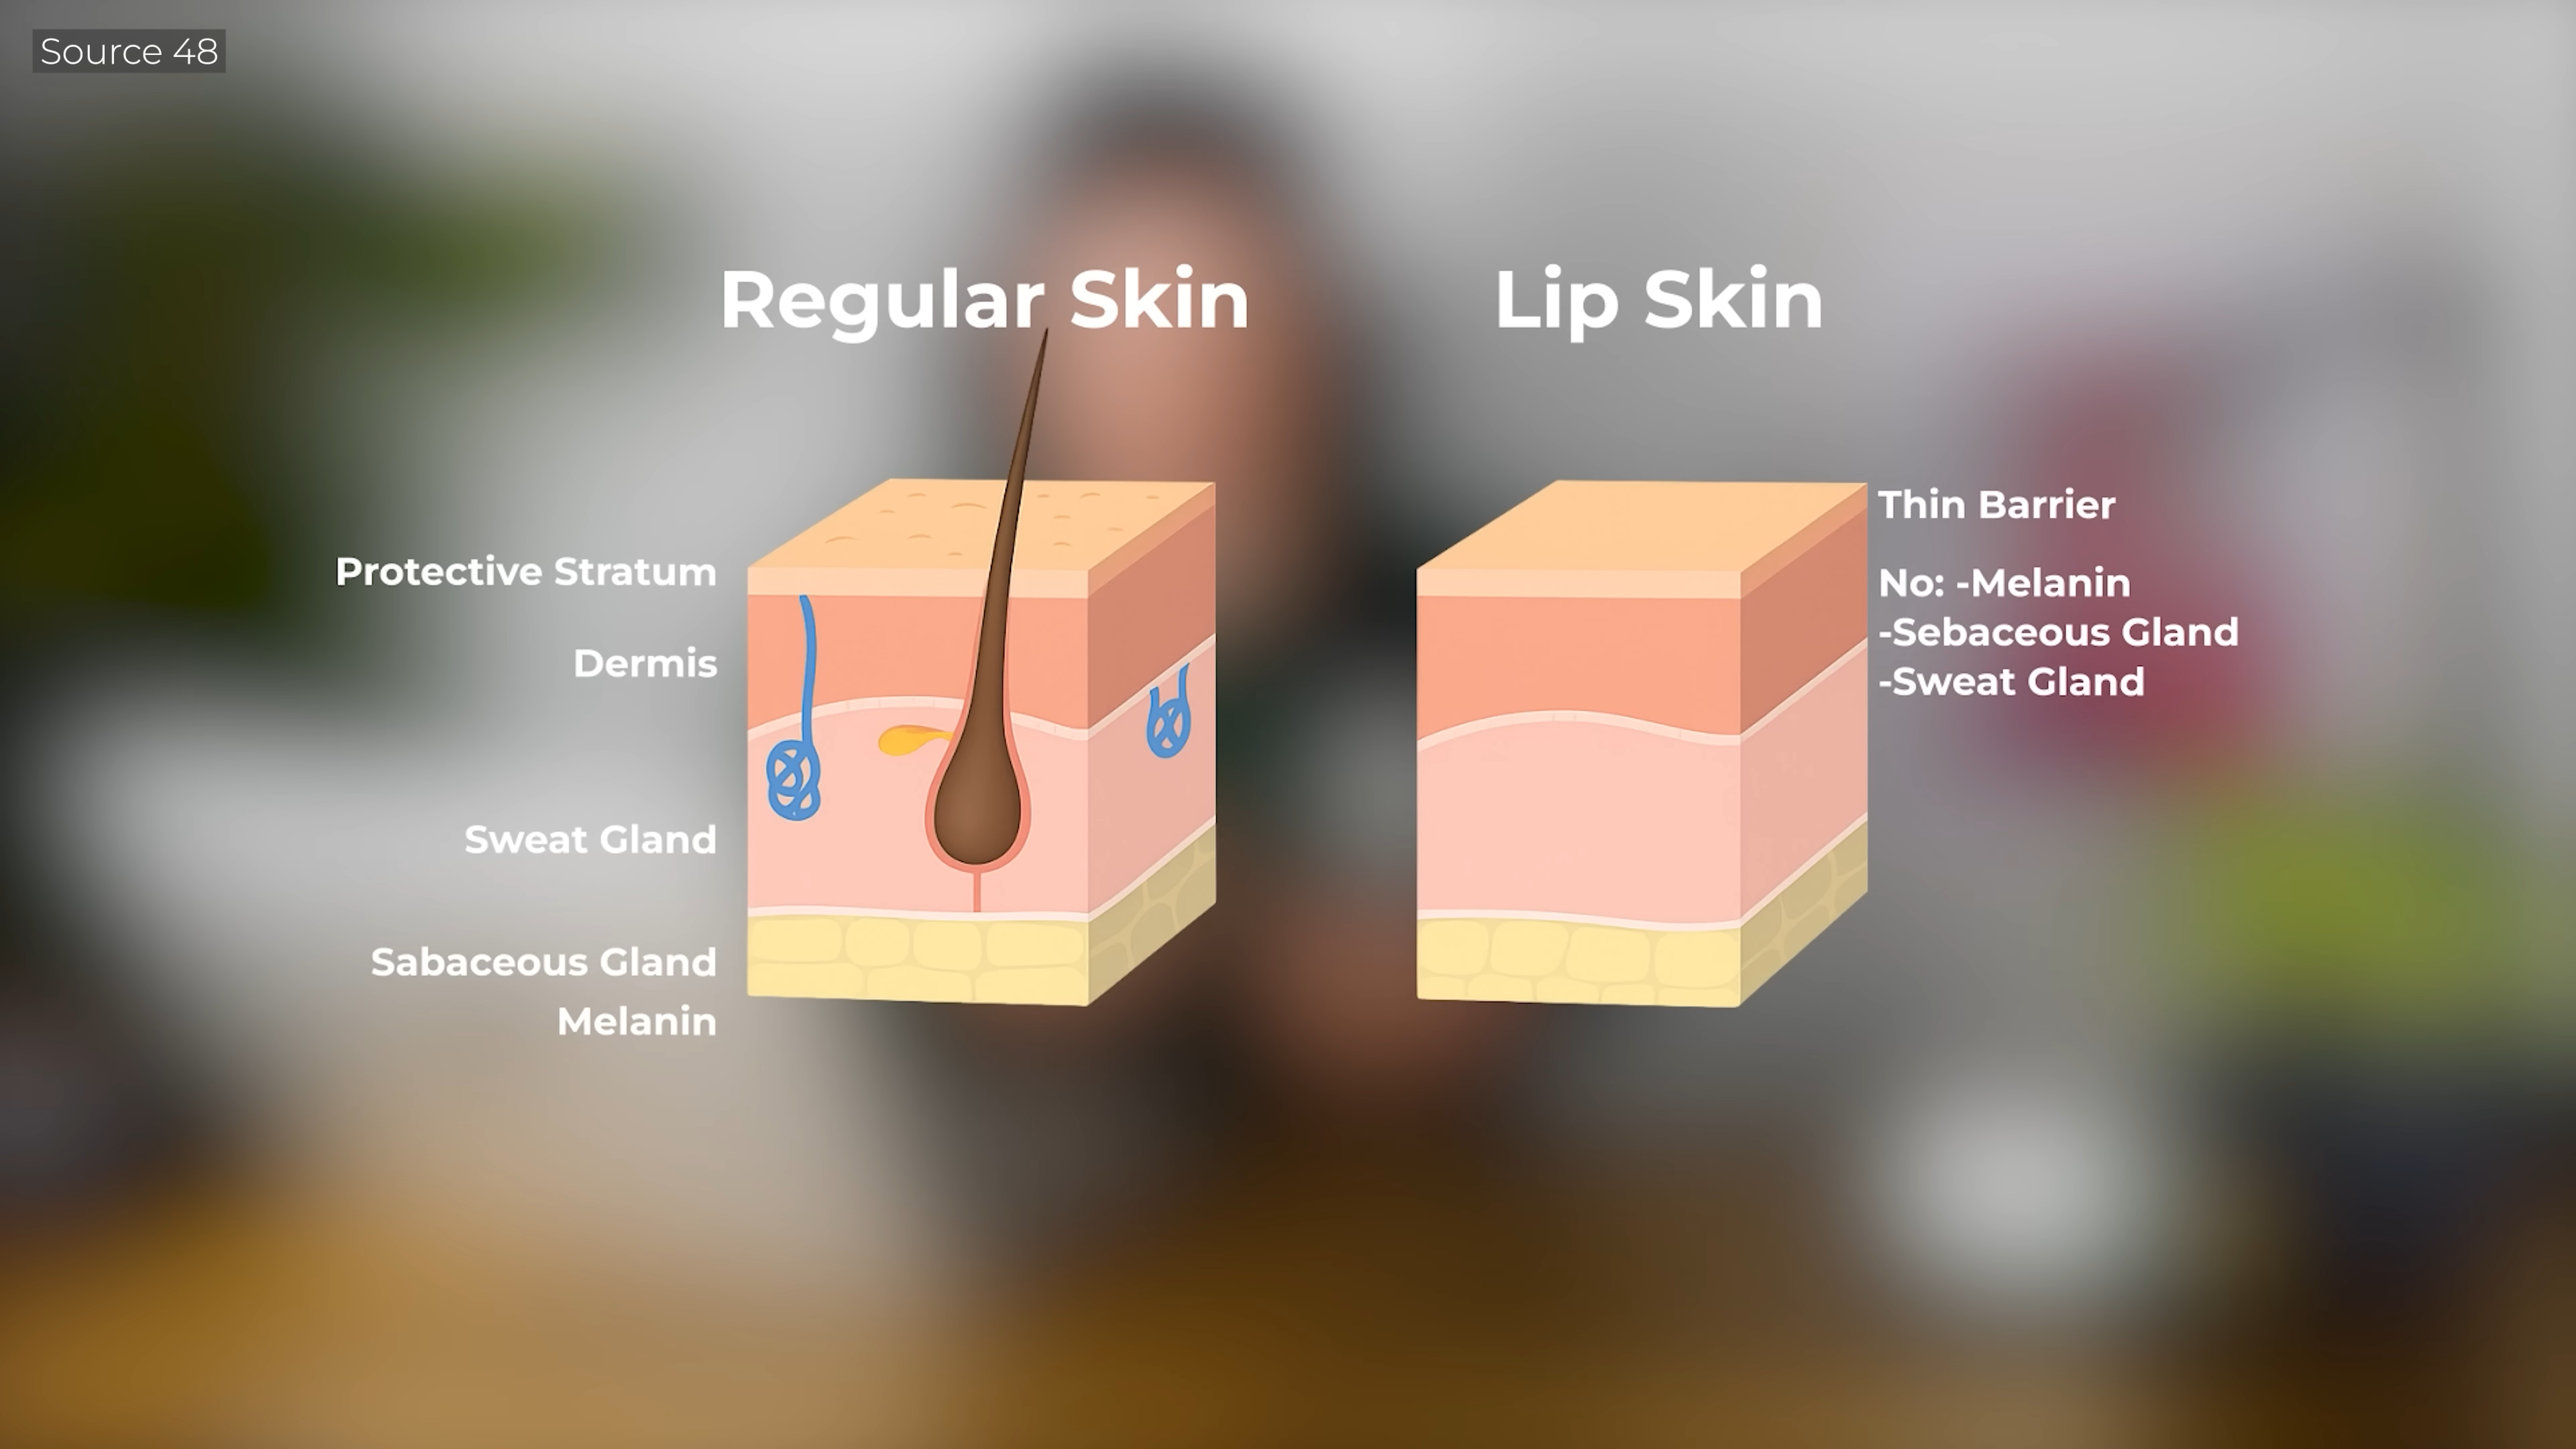 Source 48
Regular Skin
Lip Skin
Protective Stratum
Dermis
Sweat Gland
Sabaceous Gland
Melanin
Thin Barrier
No: -Melanin
-Sebaceous Gland
-Sweat Gland